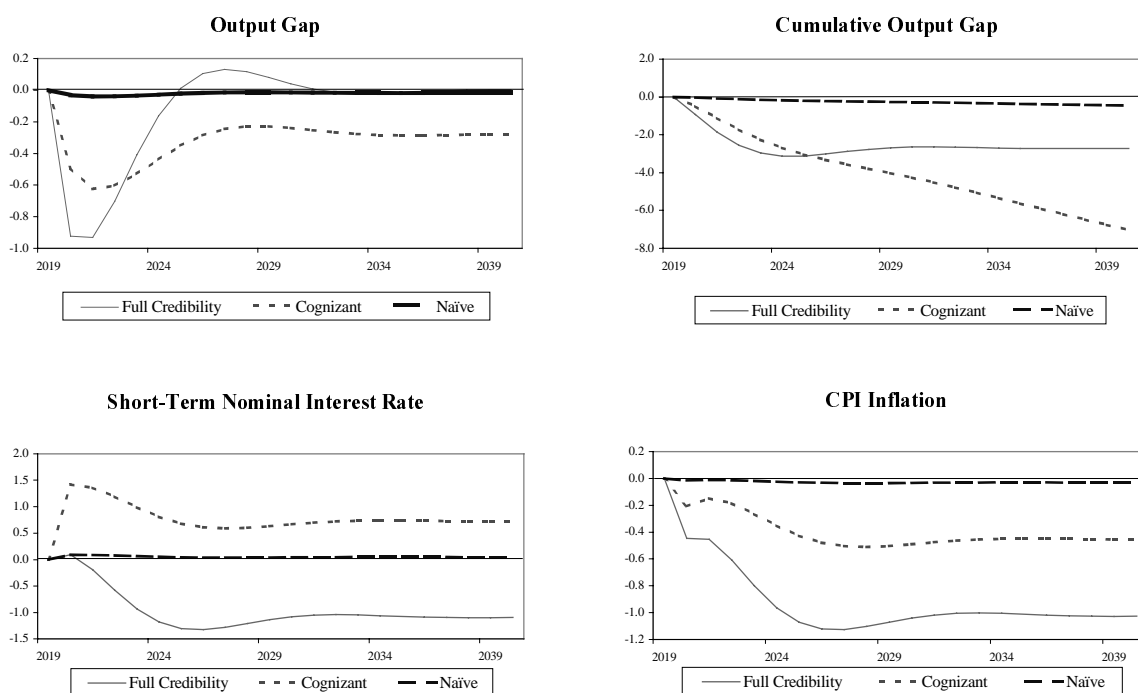 Output Gap
0.2
0.0
-0.2
-0.4
-0.6
-0.8
-1.0
2019 2024 2029 2034 2039
Full Credibility Cognizant Naïve
Cumulative Output Gap
2.0
0.0
-2.0
-4.0
-6.0
-8.0
2019 2024 2029 2034 2039
Full Credibility Cognizant Naïve
Short-Term Nominal Interest Rate
2.0
1.5
1.0
0.5
0.0
-0.5
-1.0
-1.5
2019 2024 2029 2034 2039
Full Credibility Cognizant Naïve
CPI Inflation
0.2
0.0
-0.2
-0.4
-0.6
-0.8
-1.0
-1.2
2019 2024 2029 2034 2039
Full Credibility Cognizant Naïve